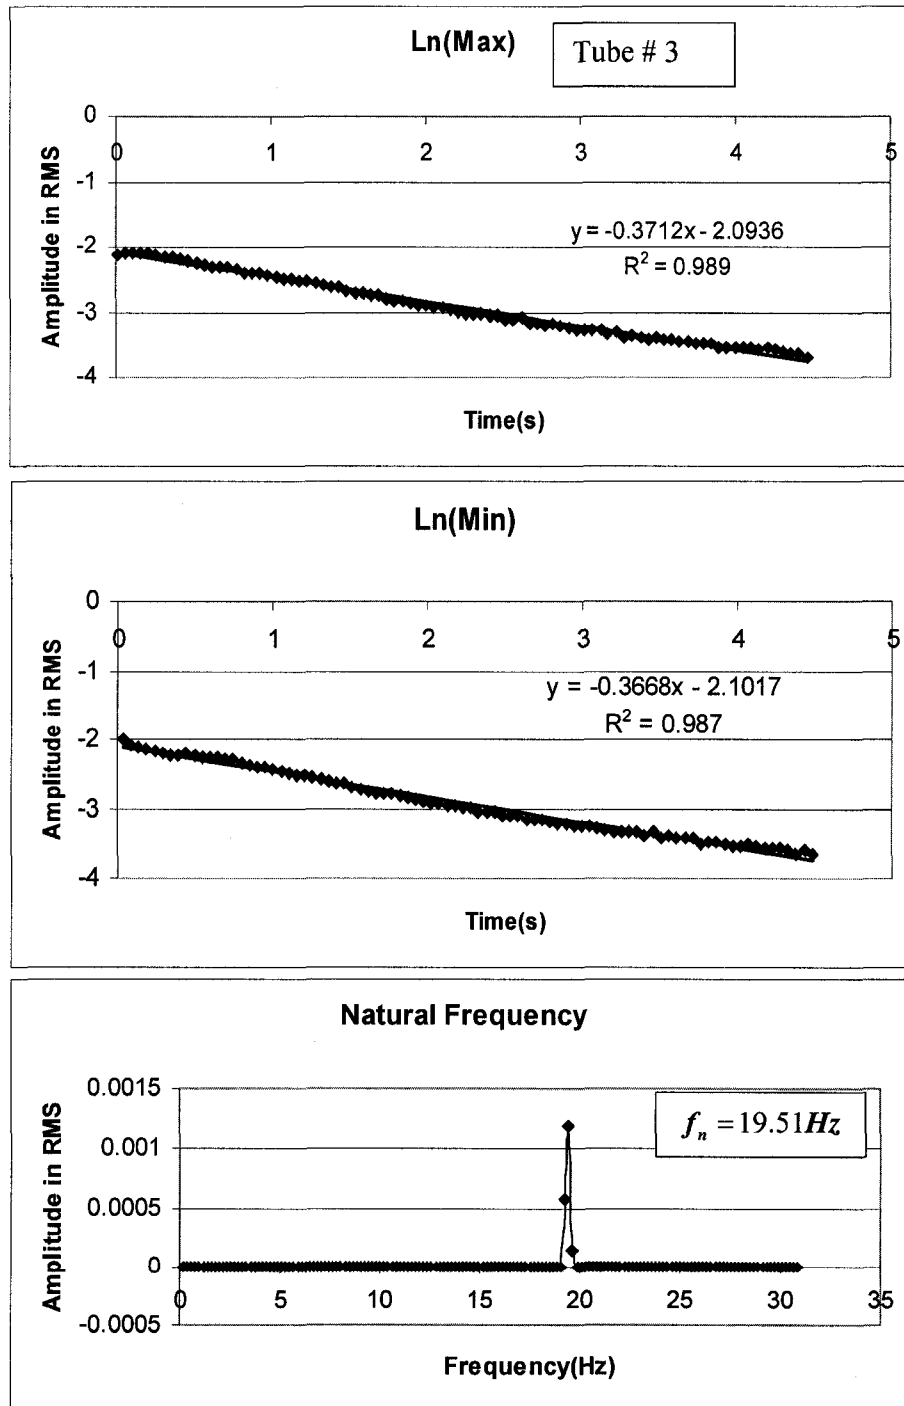 Ln(Max)
Tube # 3
0
0 1 2 3 4 5
-1
-2
-3
-4
Amplitude in RMS
y = -0.3712x - 2.0936
R² = 0.989
Time(s)
Ln(Min)
0
0 1 2 3 4 5
-1
-2
-3
-4
Amplitude in RMS
y = -0.3668x - 2.1017
R² = 0.987
Time(s)
Natural Frequency
0.0015
0.001
0.0005
0
-0.0005
Amplitude in RMS
fₙ = 19.51Hz
0 5 10 15 20 25 30 35
Frequency(Hz)